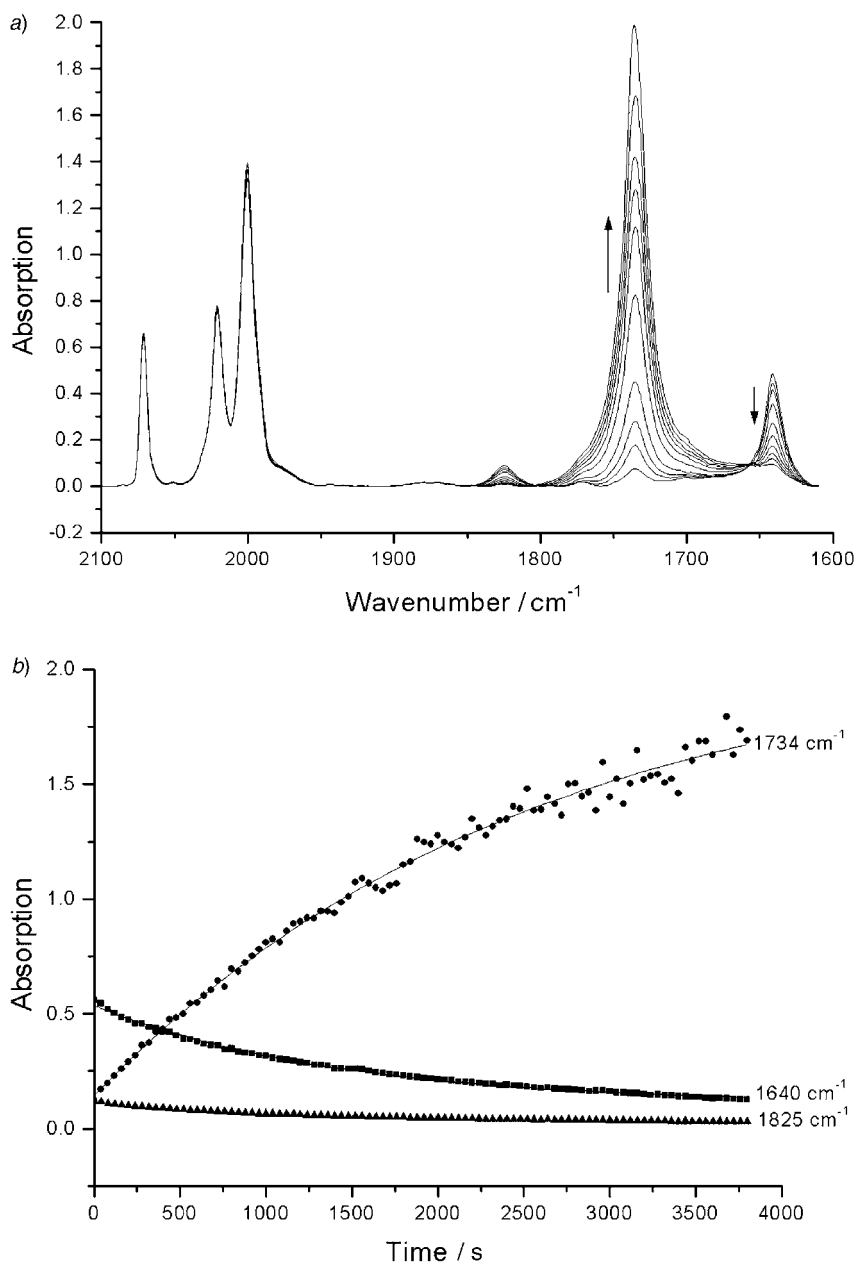 a)
2.0
1.8
1.6
1.4
1.2
1.0
0.8
0.6
0.4
0.2
0.0
-0.2
Absorption
2100 2000 1900 1800 1700 1600
Wavenumber / cm⁻¹
b)
2.0
1.5
1.0
0.5
0.0
Absorption
1734 cm⁻¹
1640 cm⁻¹
1825 cm⁻¹
0 500 1000 1500 2000 2500 3000 3500 4000
Time / s